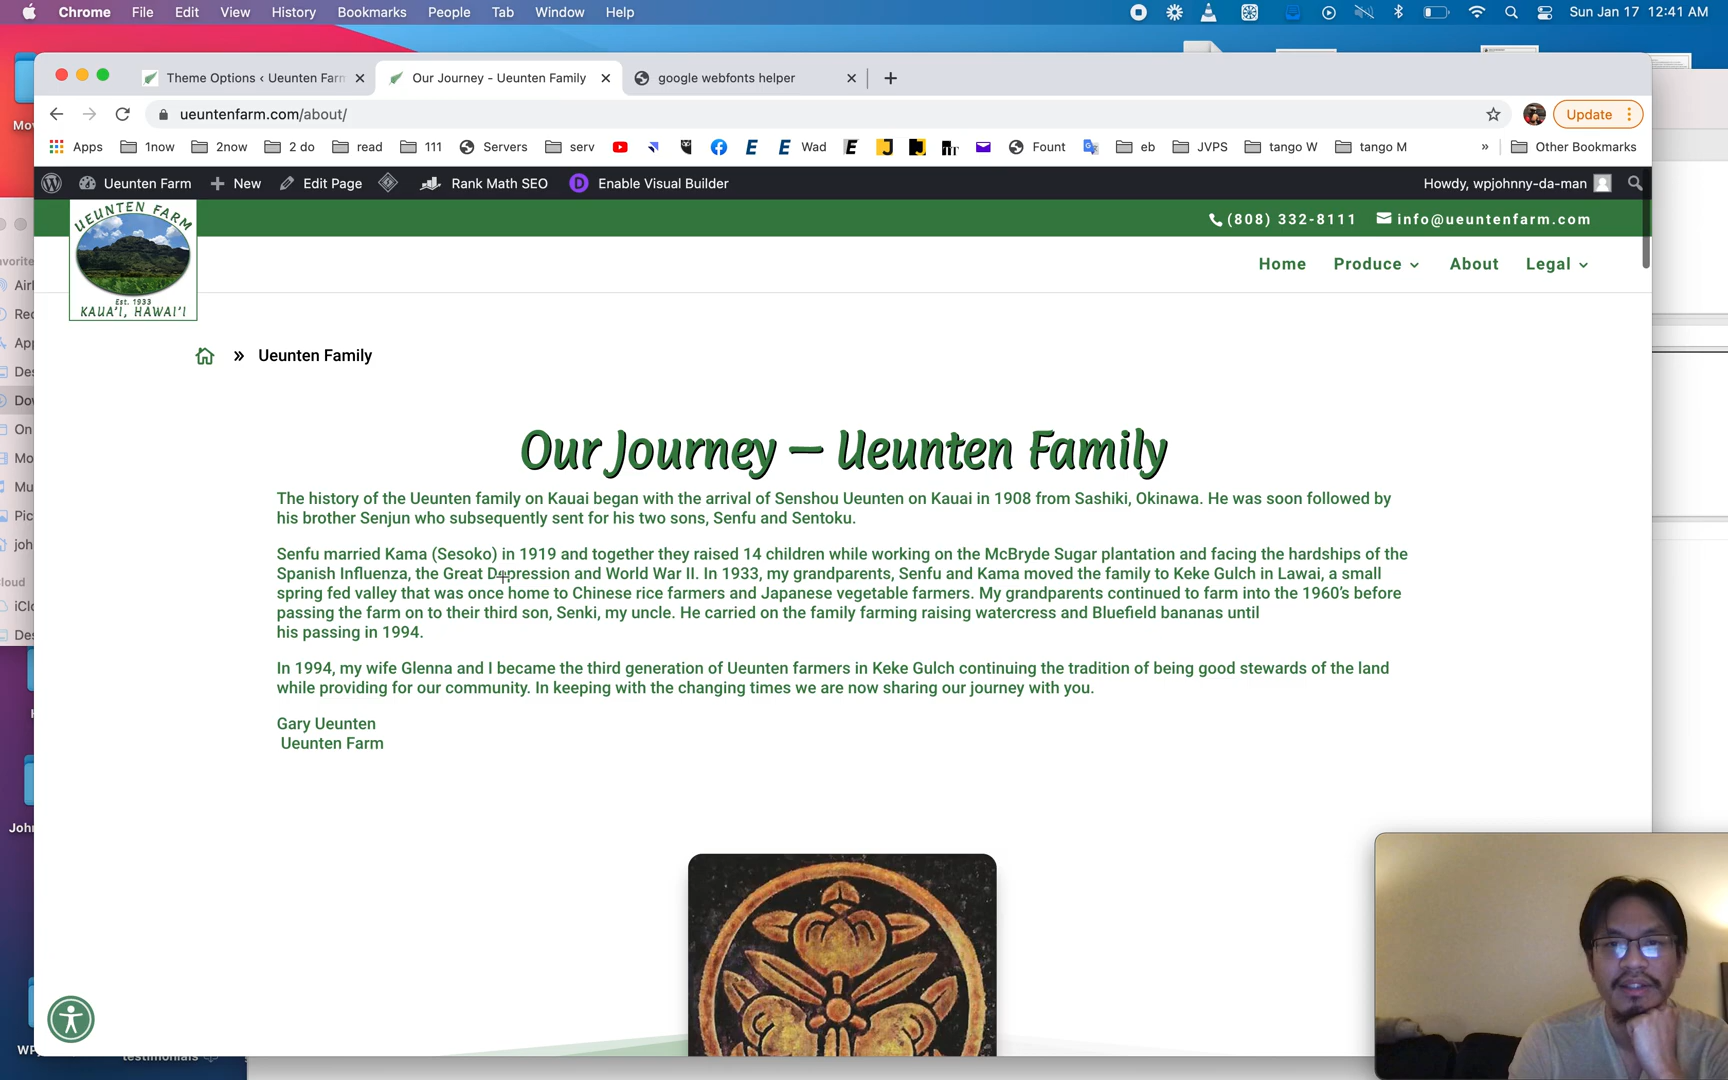 Chrome File Edit View History Bookmarks People Tab Window Help Sun Jan 17 12:41 AM
Theme Options ‹ Ueunten Farm Our Journey - Ueunten Family google webfonts helper
ueuntenfarm.com/about/ Update
Apps 1now 2now 2 do read 111 Servers serv Wad Fount eb JVPS tango W tango M » Other Bookmarks
Ueunten Farm New Edit Page Rank Math SEO D Enable Visual Builder Howdy, wpjohnny-da-man
(808) 332-8111 info@ueuntenfarm.com
UEUNTEN FARM
Est. 1933
KAUA'I, HAWAI'I
Home Produce About Legal
» Ueunten Family
Our Journey – Ueunten Family
The history of the Ueunten family on Kauai began with the arrival of Senshou Ueunten on Kauai in 1908 from Sashiki, Okinawa. He was soon followed by
his brother Senjun who subsequently sent for his two sons, Senfu and Sentoku.
Senfu married Kama (Sesoko) in 1919 and together they raised 14 children while working on the McBryde Sugar plantation and facing the hardships of the
Spanish Influenza, the Great Depression and World War II. In 1933, my grandparents, Senfu and Kama moved the family to Keke Gulch in Lawai, a small
spring fed valley that was once home to Chinese rice farmers and Japanese vegetable farmers. My grandparents continued to farm into the 1960's before
passing the farm on to their third son, Senki, my uncle. He carried on the family farming raising watercress and Bluefield bananas until
his passing in 1994.
In 1994, my wife Glenna and I became the third generation of Ueunten farmers in Keke Gulch continuing the tradition of being good stewards of the land
while providing for our community. In keeping with the changing times we are now sharing our journey with you.
Gary Ueunten
Ueunten Farm
testimonials